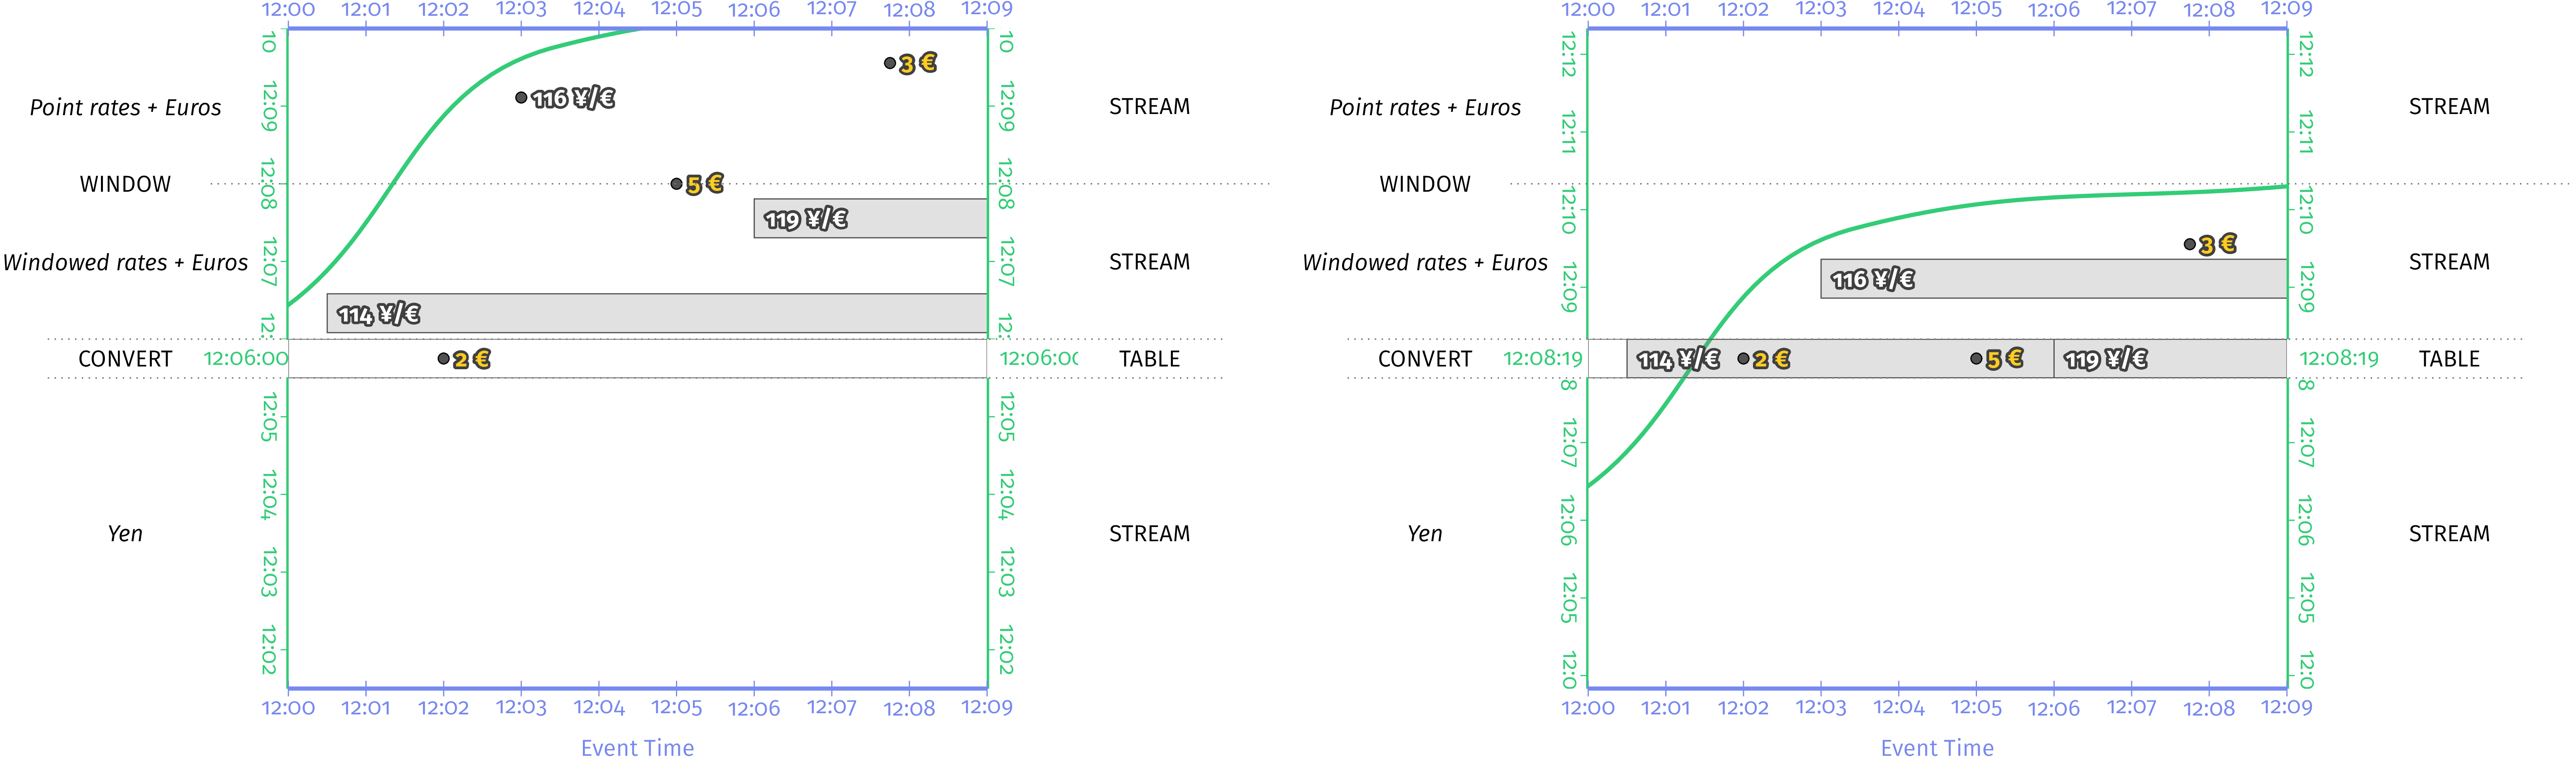 12:00 12:01 12:02 12:03 12:04 12:05 12:06 12:07 12:08 12:09
10 10
3 €
116 ¥/€
Point rates + Euros
12:09 12:09
STREAM
WINDOW
12:08 12:08
5 €
119 ¥/€
Windowed rates + Euros
12:07 12:07
STREAM
114 ¥/€
12: 12:
CONVERT
12:06:00
2 €
12:06:0
TABLE
12:05 12:05
12:04 12:04
Yen
STREAM
12:03 12:03
12:02 12:02
12:00 12:01 12:02 12:03 12:04 12:05 12:06 12:07 12:08 12:09
Event Time
12:00 12:01 12:02 12:03 12:04 12:05 12:06 12:07 12:08 12:09
12:12 12:12
Point rates + Euros
STREAM
12:11 12:11
WINDOW
12:10 12:10
3 €
Windowed rates + Euros
STREAM
116 ¥/€
12:09 12:09
CONVERT
12:08:19
114 ¥/€ 2 € 5 € 119 ¥/€
12:08:19
TABLE
8 8
12:07 12:07
12:06 12:06
Yen
STREAM
12:05 12:05
12:0 12:0
12:00 12:01 12:02 12:03 12:04 12:05 12:06 12:07 12:08 12:09
Event Time